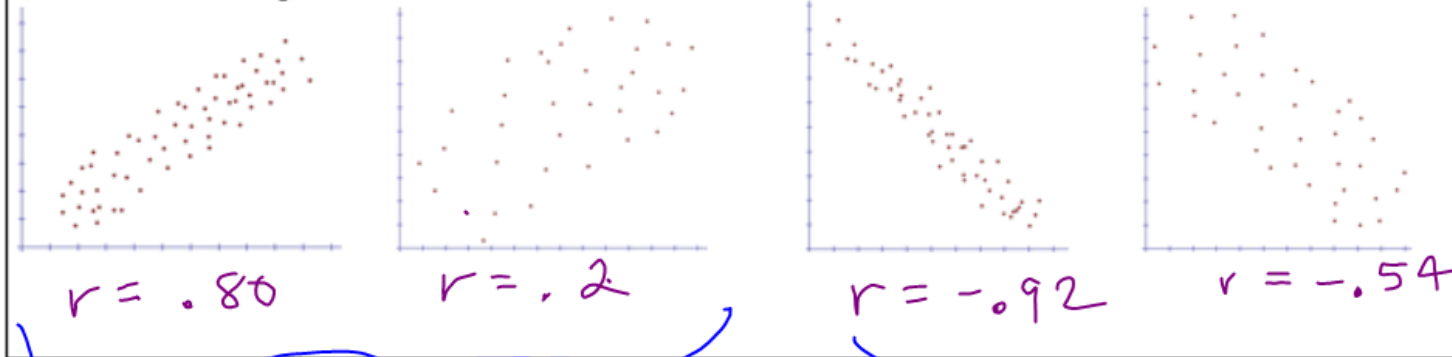 r = .80
r = .2
r = -.92
r = -.54